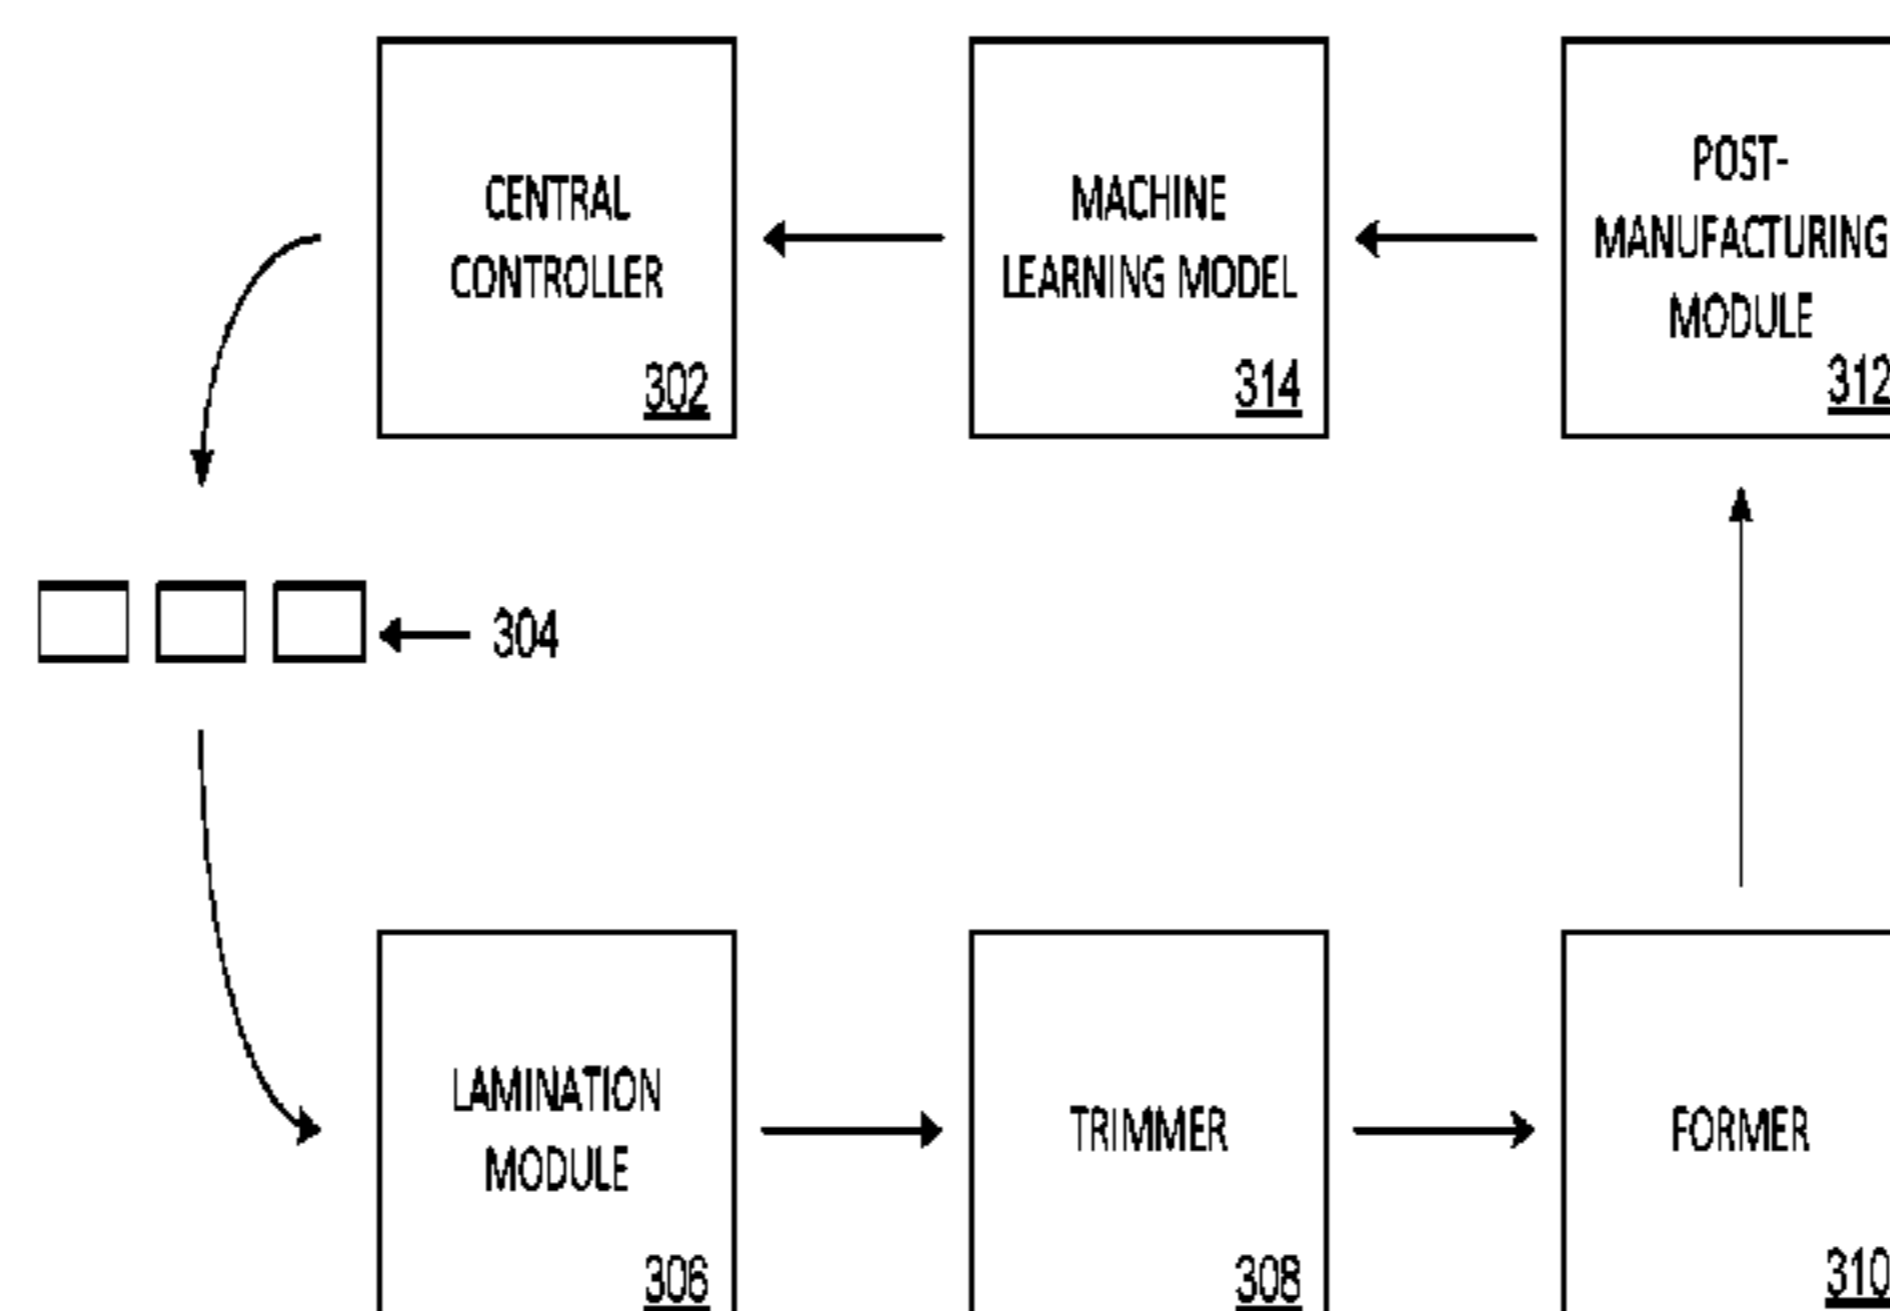 CENTRAL
CONTROLLER
302
MACHINE
LEARNING MODEL
314
POST-
MANUFACTURING
MODULE
312
304
LAMINATION
MODULE
306
TRIMMER
308
FORMER
310